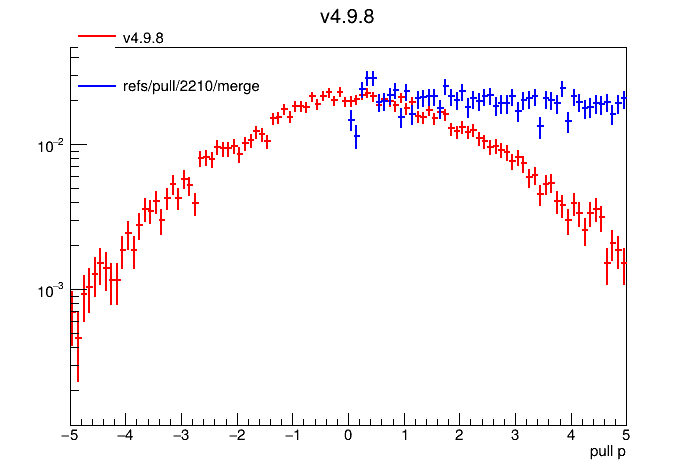 v4.9.8
v4.9.8
refs/pull/2210/merge
10⁻²
10⁻³
−5 −4 −3 −2 −1 0 1 2 3 4 5
pull p